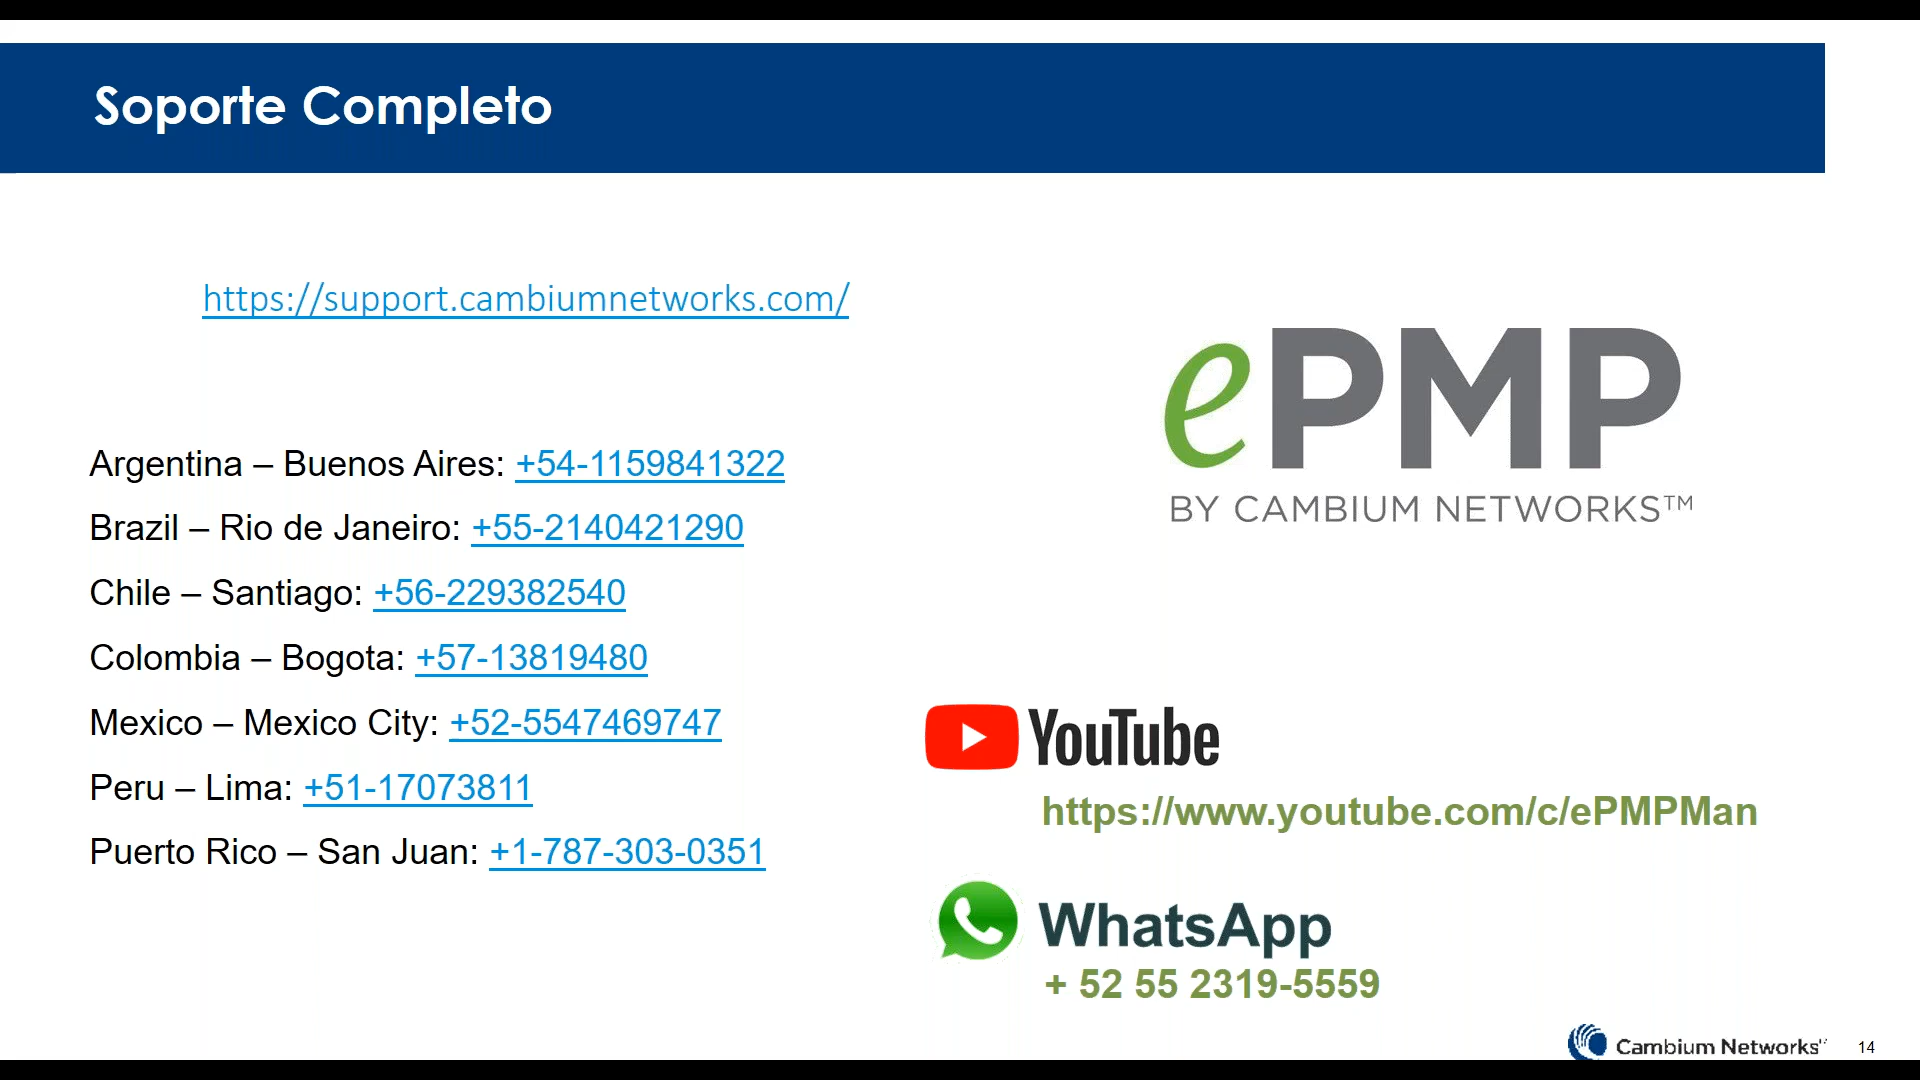 Soporte Completo
https://support.cambiumnetworks.com/
Argentina – Buenos Aires: +54-1159841322
Brazil – Rio de Janeiro: +55-2140421290
Chile – Santiago: +56-229382540
Colombia – Bogota: +57-13819480
Mexico – Mexico City: +52-5547469747
Peru – Lima: +51-17073811
Puerto Rico – San Juan: +1-787-303-0351
ePMP
BY CAMBIUM NETWORKS™
YouTube
https://www.youtube.com/c/ePMPMan
WhatsApp
+ 52 55 2319-5559
Cambium Networks™
14